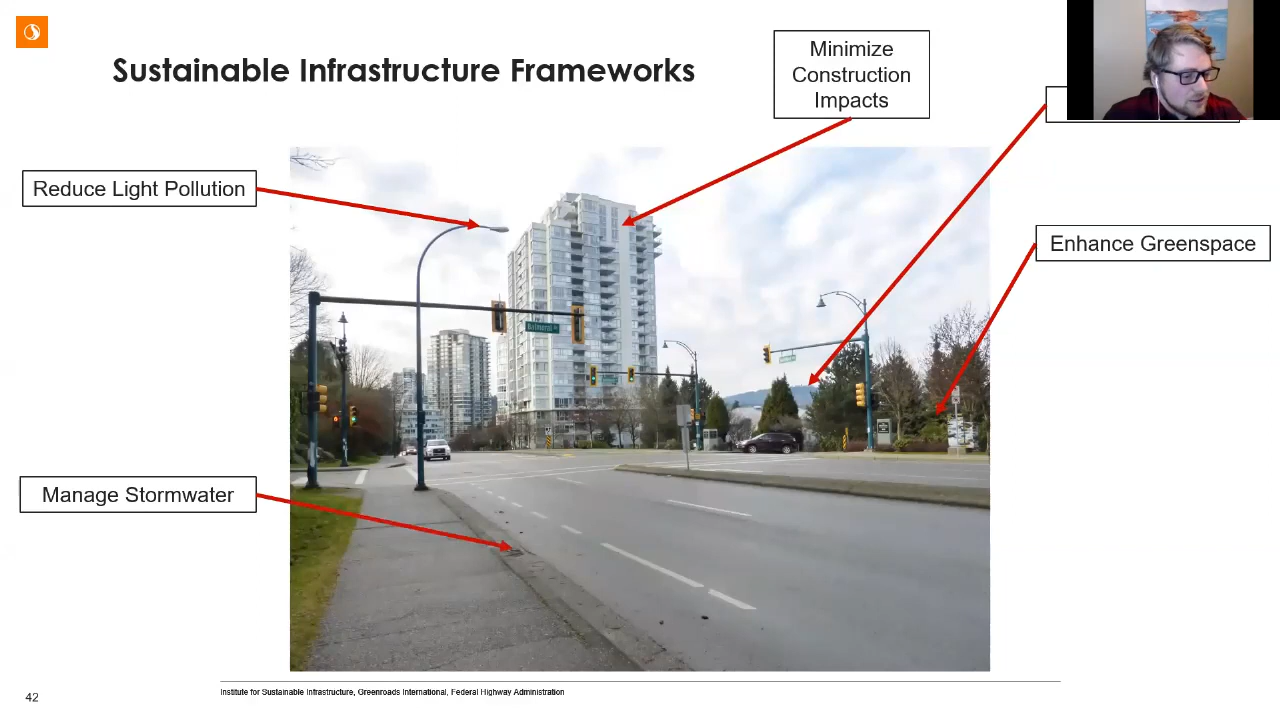 Sustainable Infrastructure Frameworks
Minimize
Construction
Impacts
Reduce Light Pollution
Enhance Greenspace
Manage Stormwater
42
Institute for Sustainable Infrastructure, Greenroads International, Federal Highway Administration